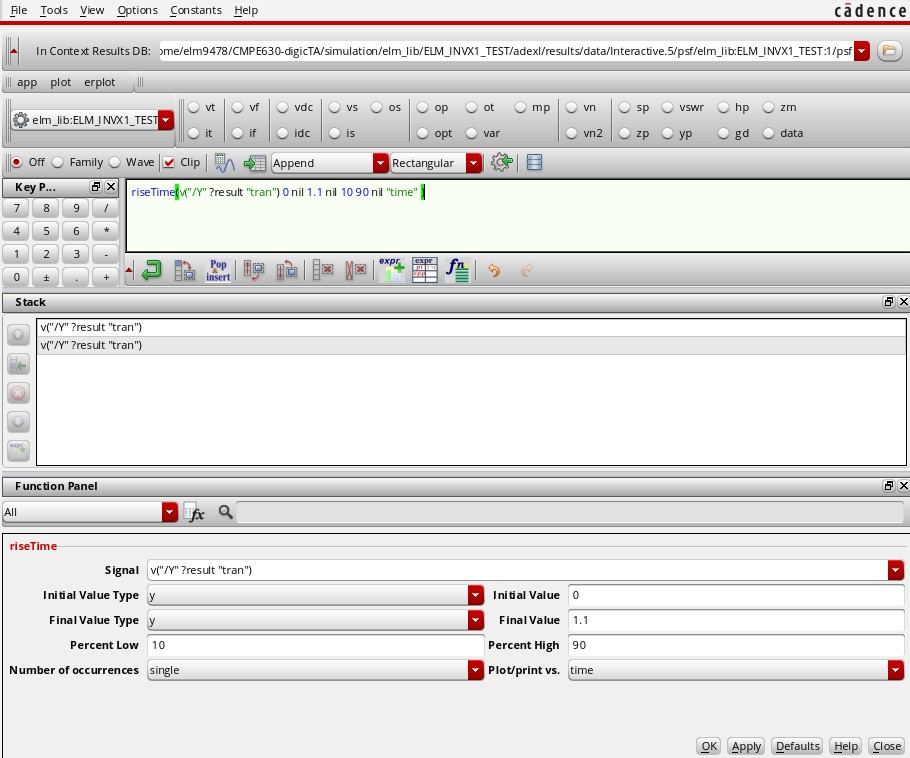 File Tools View Options Constants Help cādence
In Context Results DB: ome/elm9478/CMPE630-digicTA/simulation/elm_lib/ELM_INVX1_TEST/adexl/results/data/Interactive.5/psf/elm_lib:ELM_INVX1_TEST:1/psf
app plot erplot
vt vf vdc vs os op ot mp vn sp vswr hp zm
elm_lib:ELM_INVX1_TEST
it if idc is opt var vn2 zp yp gd data
Off Family Wave Clip Append Rectangular
Key P...
7 8 9 /
4 5 6 *
1 2 3 -
0 ± . +
riseTime(v("/Y" ?result "tran") 0 nil 1.1 nil 10 90 nil "time" )
Pop & insert expr expr fn
Stack
v("/Y" ?result "tran")
v("/Y" ?result "tran")
expr
Function Panel
All fx
riseTime
Signal v("/Y" ?result "tran")
Initial Value Type y Initial Value 0
Final Value Type y Final Value 1.1
Percent Low 10 Percent High 90
Number of occurrences single Plot/print vs. time
OK Apply Defaults Help Close